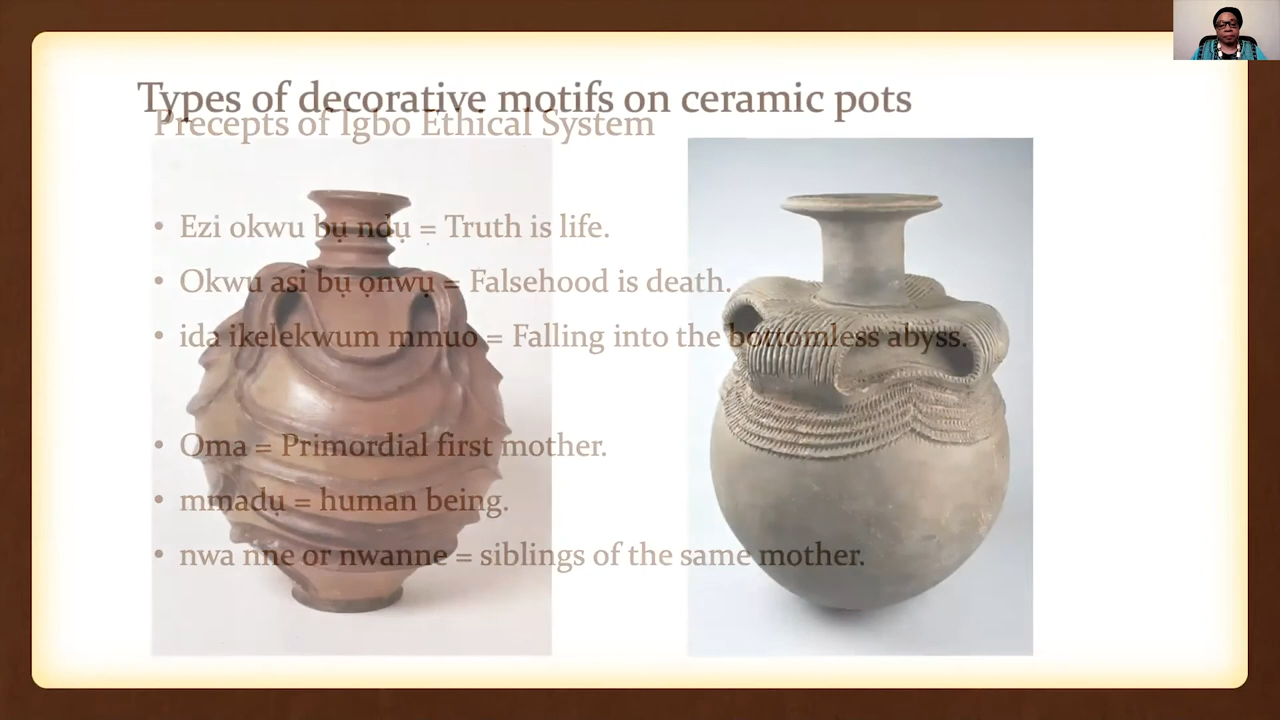 Types of decorative motifs on ceramic pots
Precepts of Igbo Ethical System
• Ezi okwu bụ ndụ = Truth is life.
• Okwu asi bụ ọnwụ = Falsehood is death.
• ida ikelekwum mmuo = Falling into the bottomless abyss.
• Oma = Primordial first mother.
• mmadụ = human being.
• nwa nne or nwanne = siblings of the same mother.